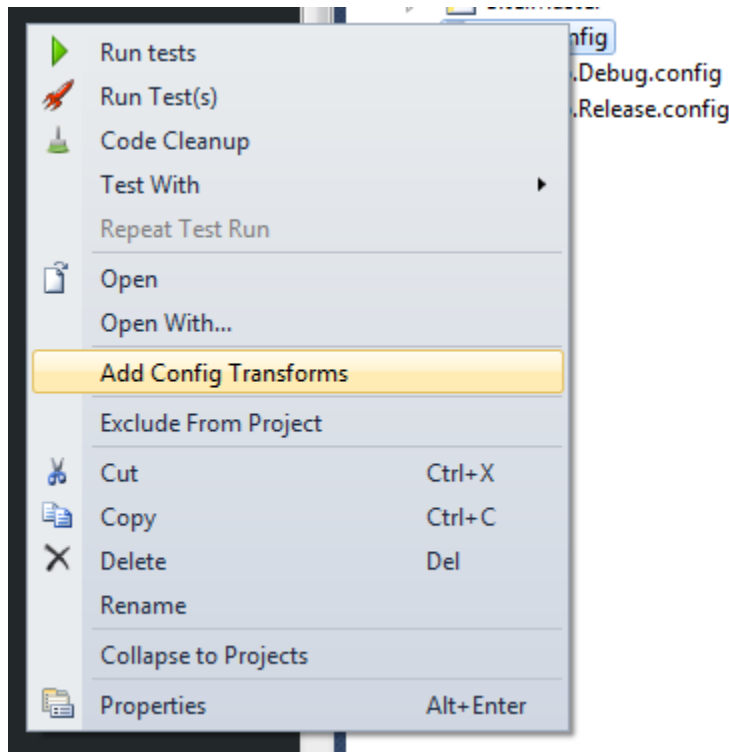 nfig
.Debug.config
.Release.config
Run tests
Run Test(s)
Code Cleanup
Test With
Repeat Test Run
Open
Open With...
Add Config Transforms
Exclude From Project
Cut Ctrl+X
Copy Ctrl+C
Delete Del
Rename
Collapse to Projects
Properties Alt+Enter